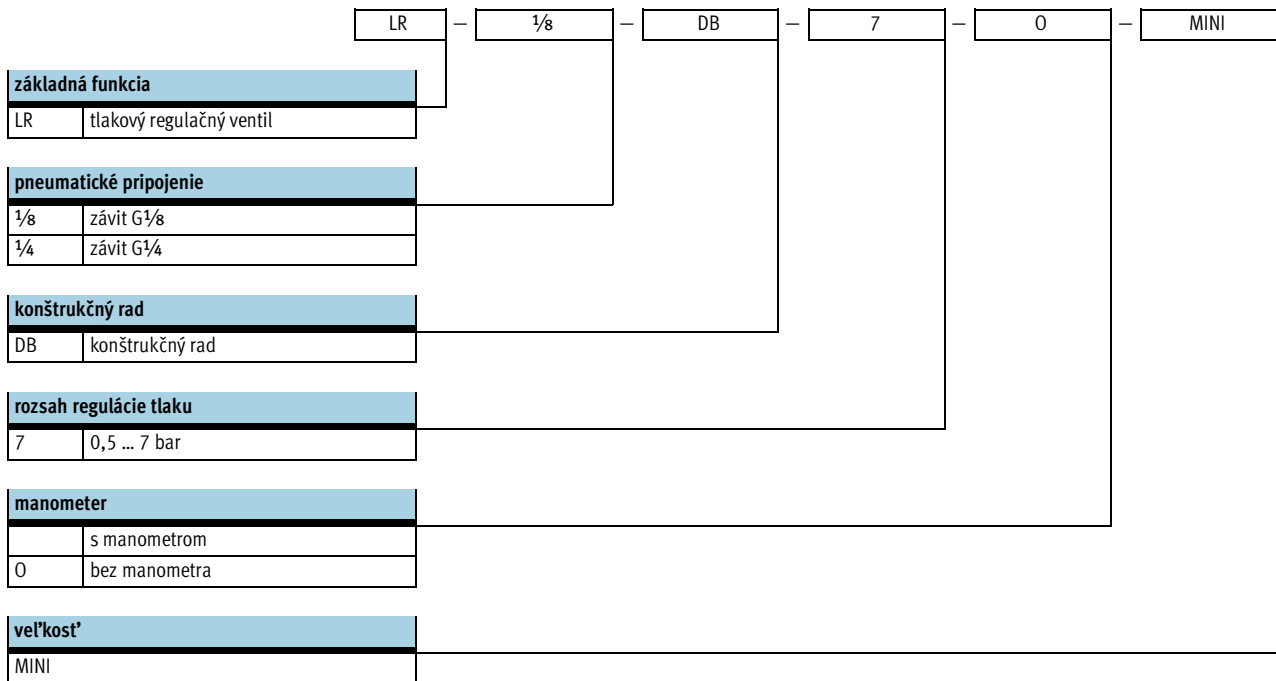 LR – ⅛ – DB – 7 – O – MINI
základná funkcia
LR tlakový regulačný ventil
pneumatické pripojenie
⅛ závit G⅛
¼ závit G¼
konštrukčný rad
DB konštrukčný rad
rozsah regulácie tlaku
7 0,5 … 7 bar
manometer
s manometrom
O bez manometra
veľkosť
MINI